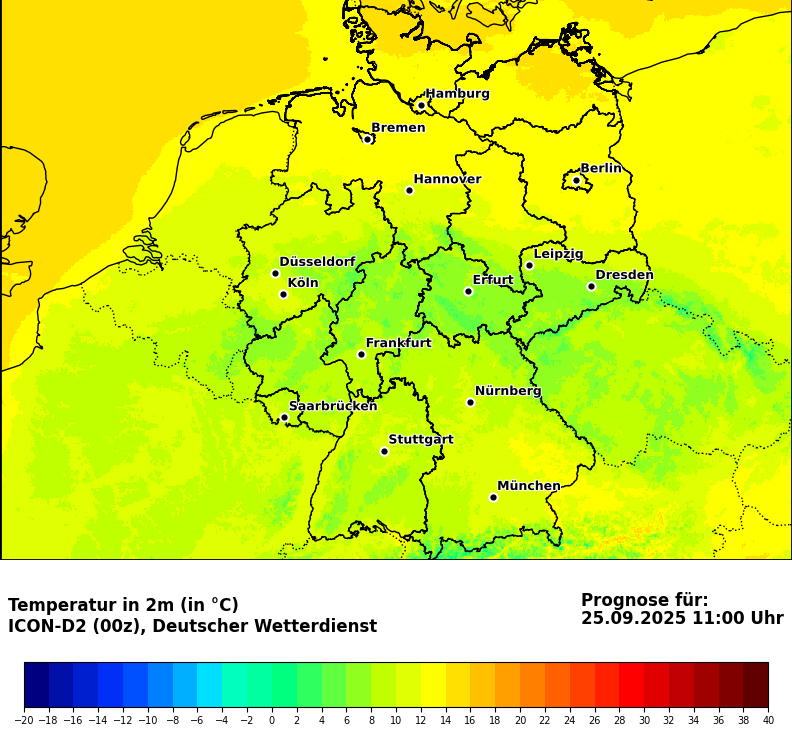 Hamburg
Bremen
Berlin
Hannover
Leipzig
Düsseldorf
Dresden
Köln
Erfurt
Frankfurt
Nürnberg
Saarbrücken
Stuttgart
München
Temperatur in 2m (in °C)
ICON-D2 (00z), Deutscher Wetterdienst
Prognose für:
25.09.2025 11:00 Uhr
−20 −18 −16 −14 −12 −10 −8 −6 −4 −2 0 2 4 6 8 10 12 14 16 18 20 22 24 26 28 30 32 34 36 38 40